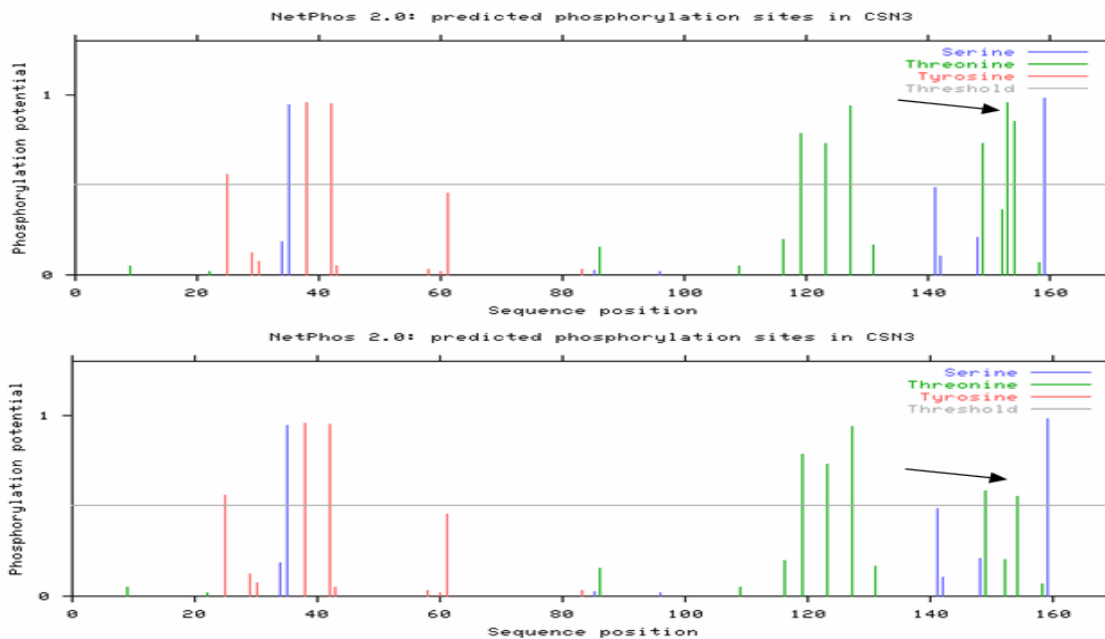 NetPhos 2.0: predicted phosphorylation sites in CSN3
Serine
Threonine
Tyrosine
Threshold
Phosphorylation potential
1
0
0 20 40 60 80 100 120 140 160
Sequence position
NetPhos 2.0: predicted phosphorylation sites in CSN3
Serine
Threonine
Tyrosine
Threshold
Phosphorylation potential
1
0
0 20 40 60 80 100 120 140 160
Sequence position